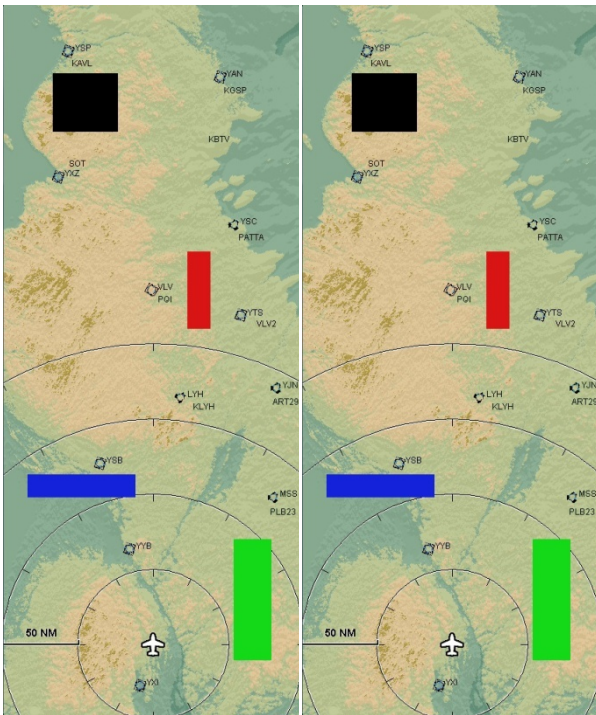 YSP
KAVL
YAN
KGSP
KBTV
SOT
YXZ
YSC
PATTA
VLV
PQI
YTS
VLV2
LYH
KLYH
YJN
ART29
YSB
MSS
PLB23
YYB
50 NM
YXI
YSP
KAVL
YAN
KGSP
KBTV
SOT
YXZ
YSC
PATTA
VLV
PQI
YTS
VLV2
LYH
KLYH
YJN
ART29
YSB
MSS
PLB23
YYB
50 NM
YXI